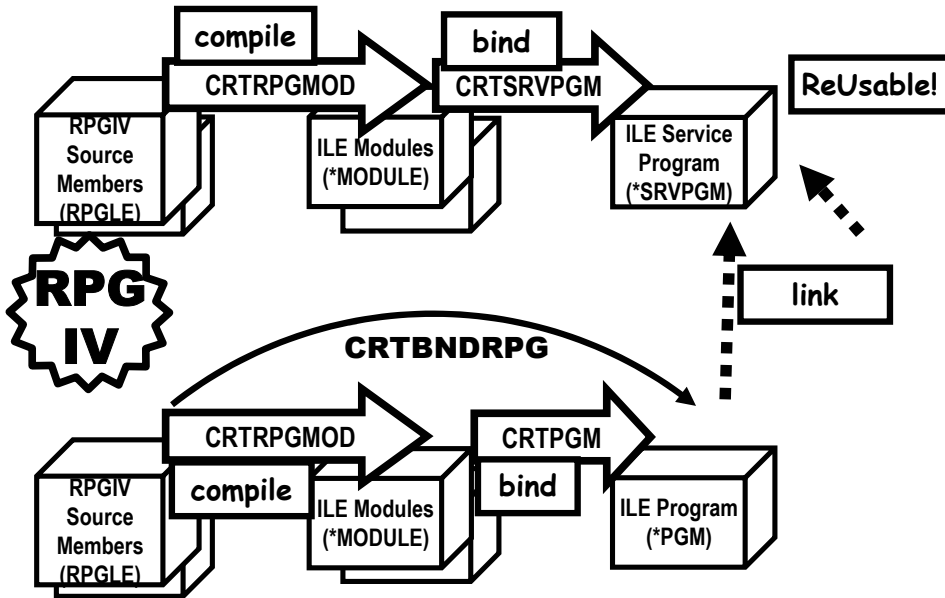 compile
bind
CRTRPGMOD
CRTSRVPGM
ReUsable!
RPGIV
Source
Members
(RPGLE)
ILE Modules
(*MODULE)
ILE Service
Program
(*SRVPGM)
RPG
IV
link
CRTBNDRPG
CRTRPGMOD
CRTPGM
compile
bind
RPGIV
Source
Members
(RPGLE)
ILE Modules
(*MODULE)
ILE Program
(*PGM)